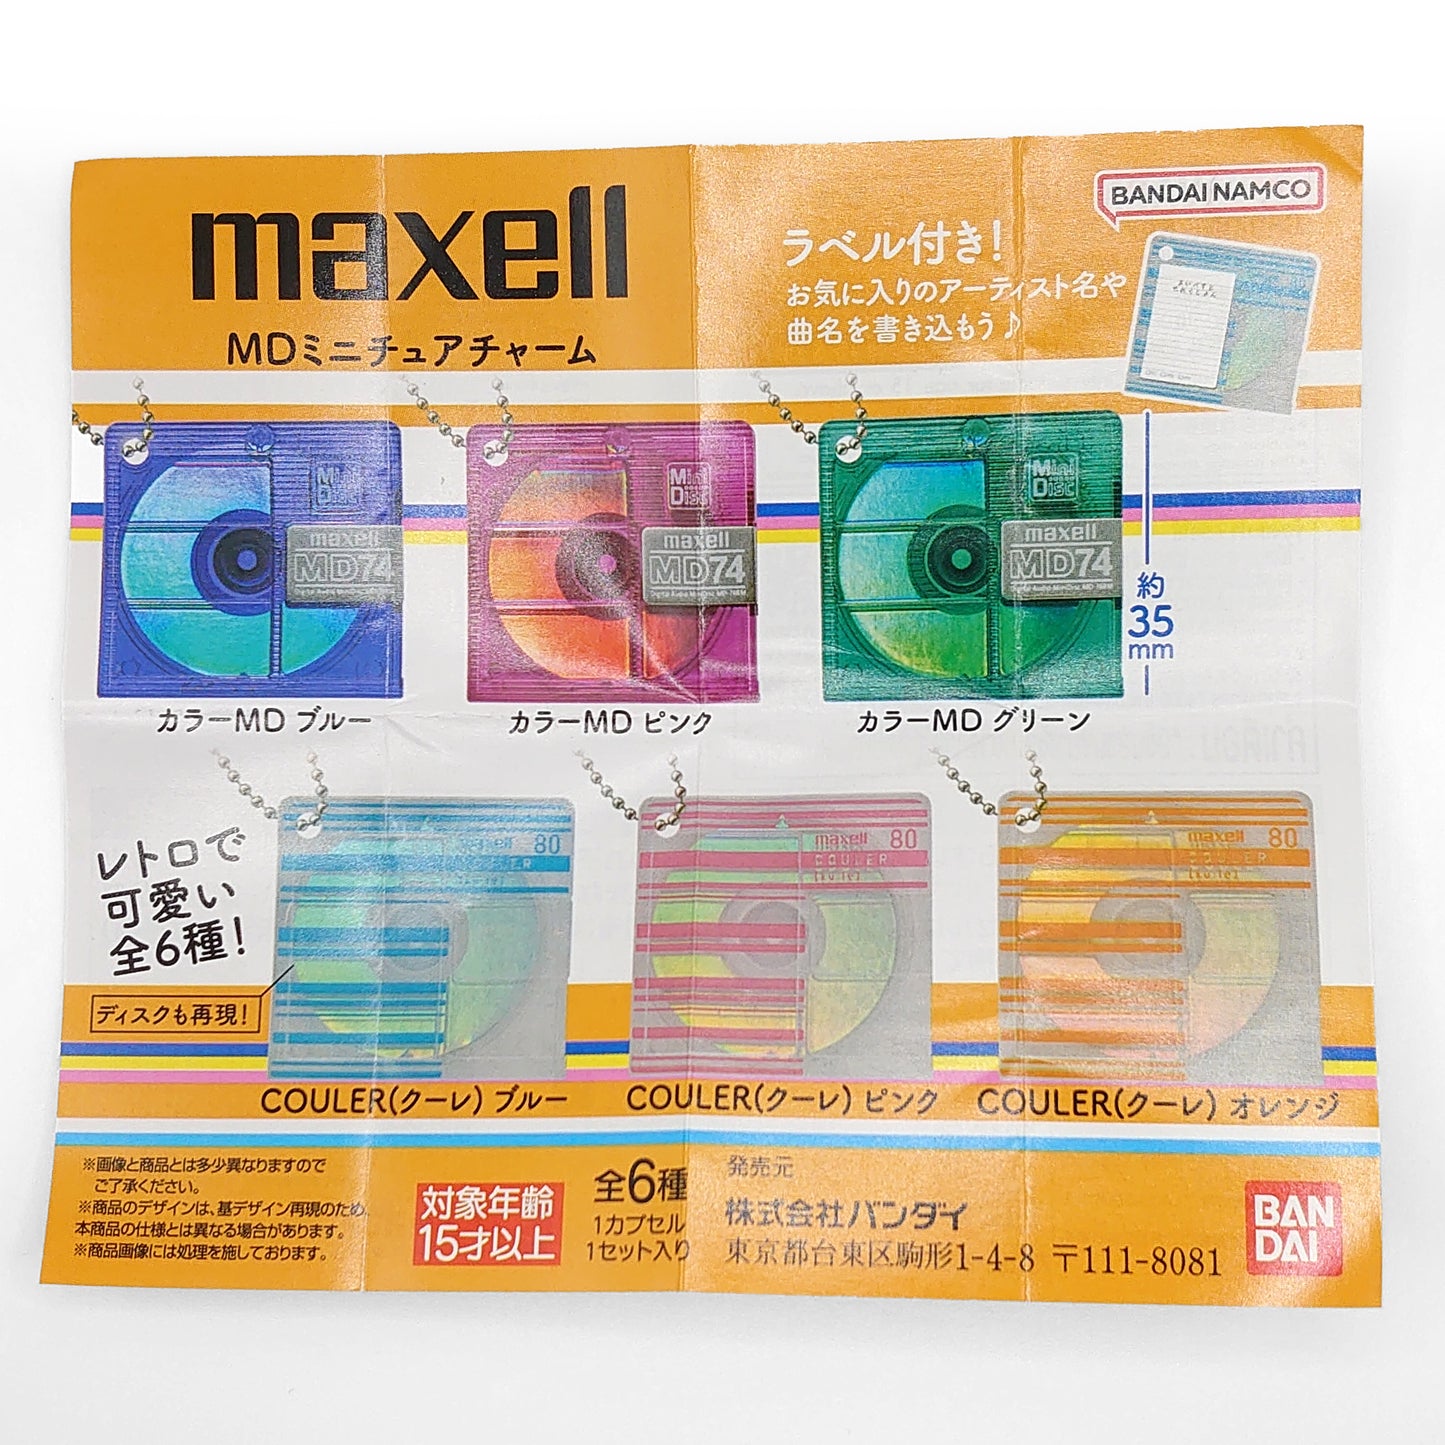 maxell
MDミニチュアチャーム
BANDAI NAMCO
ラベル付き!
お気に入りのアーティスト名や
曲名を書き込もう♪
Mini
Disc
maxell
MD74
カラーMD ブルー
Mini
Disc
maxell
MD74
カラーMD ピンク
Mini
Disc
maxell
MD74
カラーMD グリーン
約
35
mm
レトロで
可愛い
全6種!
ディスクも再現!
maxell 80
COULER
COULER(クーレ) ブルー
maxell 80
COULER
[ku:le]
COULER(クーレ) ピンク
maxell 80
COULER
[ku:le]
COULER(クーレ) オレンジ
※画像と商品とは多少異なりますので
ご了承ください。
※商品のデザインは、基デザイン再現のため、
本商品の仕様とは異なる場合があります。
※商品画像には処理を施しております。
対象年齢
15才以上
全6種
1カプセル
1セット入り
発売元
株式会社バンダイ
東京都台東区駒形1-4-8 〒111-8081
BAN
DAI